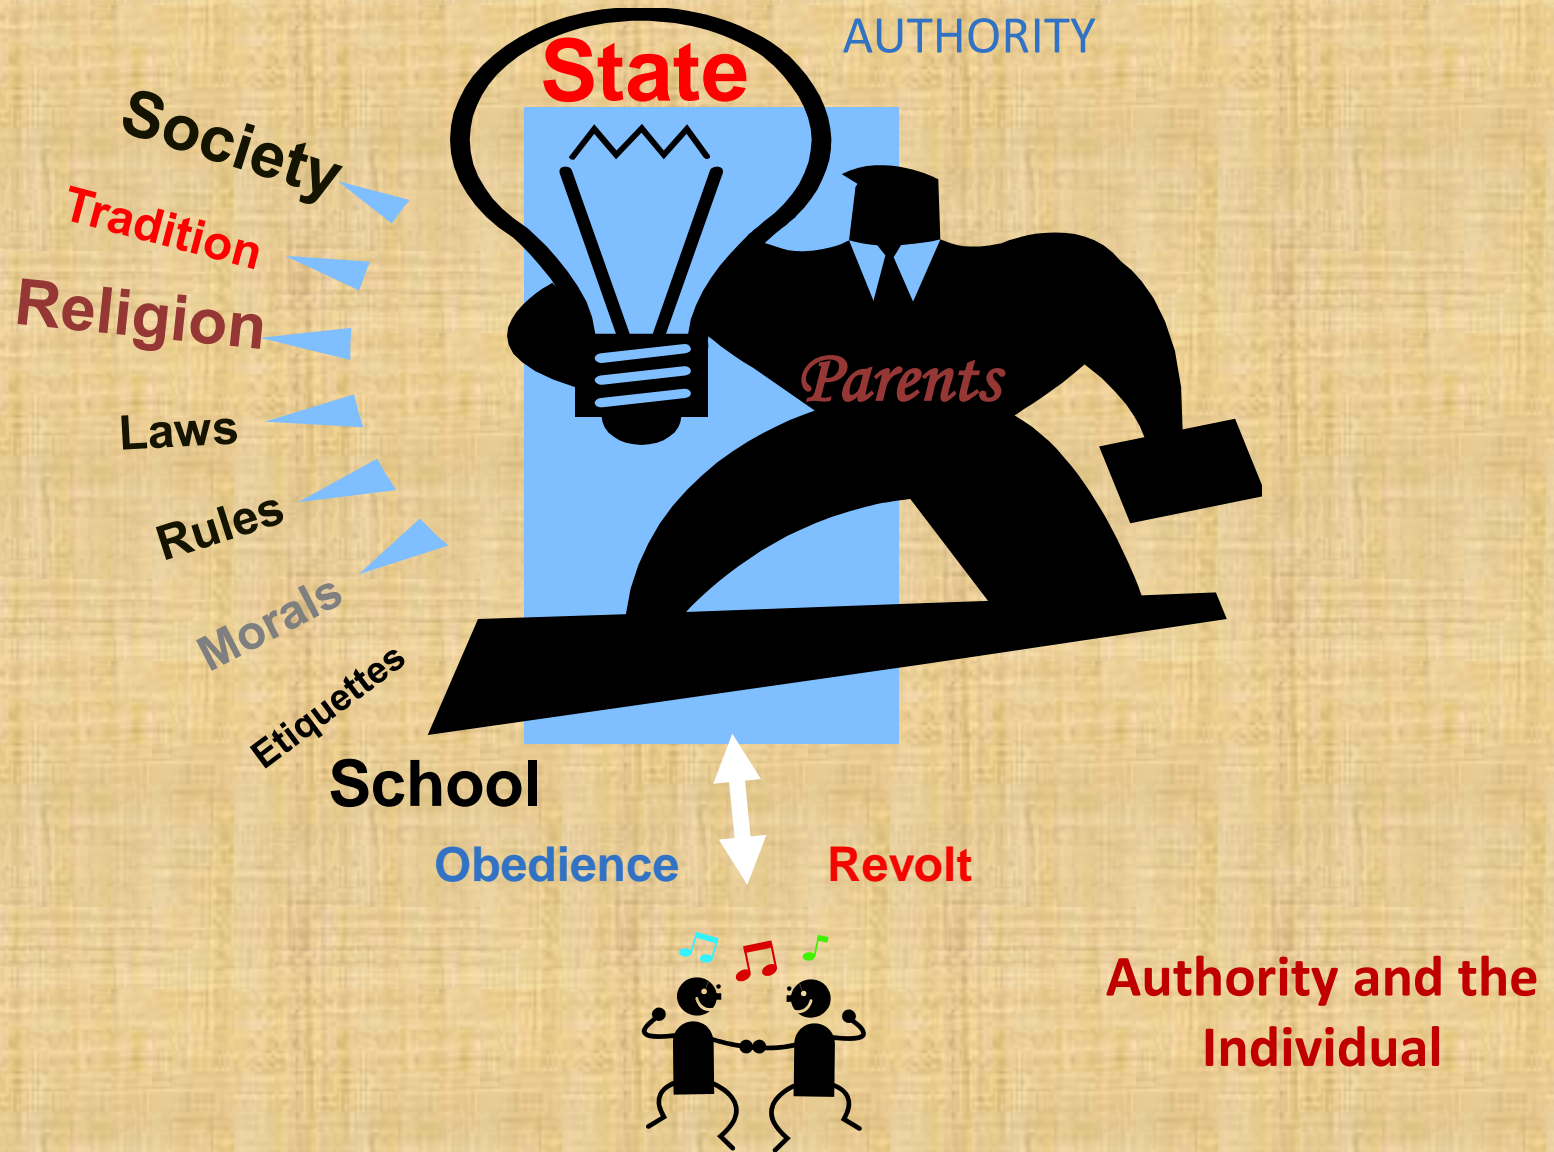 AUTHORITY
State
Society
Tradition
Religion
Parents
Laws
Rules
Morals
Etiquettes
School
Obedience
Revolt
Authority and the
Individual